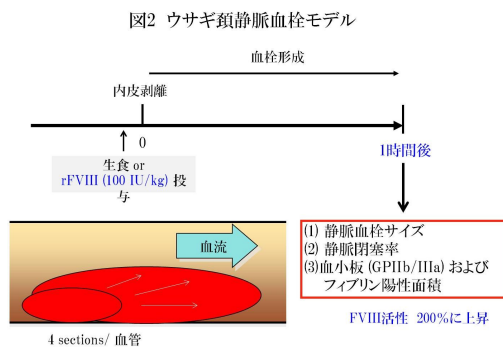 図2 ウサギ頚静脈血栓モデル
血栓形成
内皮剥離
0
1時間後
生食 or
rFVIII (100 IU/kg) 投
与
血流
(1) 静脈血栓サイズ
(2) 静脈閉塞率
(3)血小板 (GPIIb/IIIa) および
フィブリン陽性面積
FVIII活性 200%に上昇
4 sections/ 血管